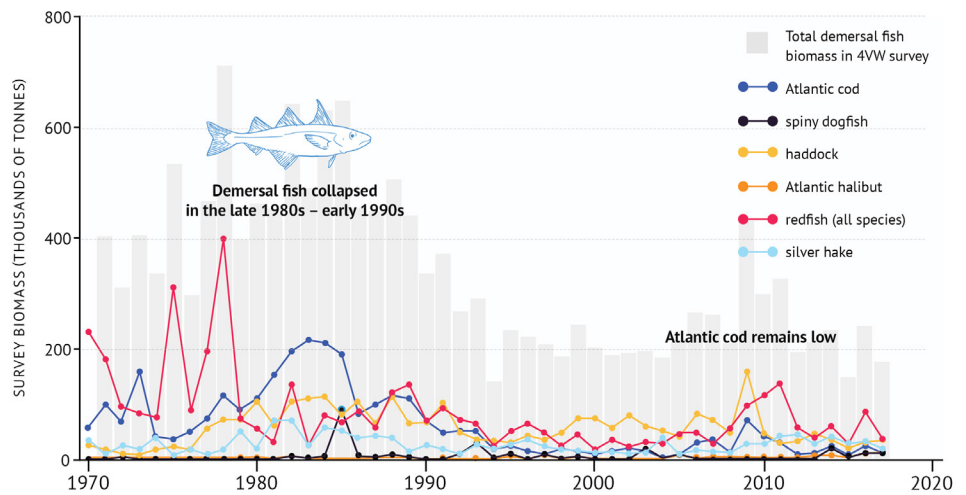 800
Total demersal fish
biomass in 4VW survey
Atlantic cod
spiny dogfish
haddock
Atlantic halibut
redfish (all species)
silver hake
600
Demersal fish collapsed
in the late 1980s – early 1990s
400
Atlantic cod remains low
200
0
SURVEY BIOMASS (THOUSANDS OF TONNES)
1970 1980 1990 2000 2010 2020